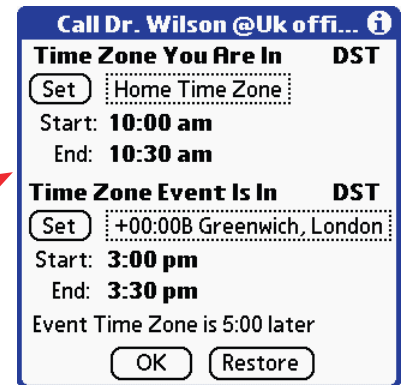 Call Dr. Wilson @Uk offi... i
Time Zone You Are In DST
Set Home Time Zone
Start: 10:00 am
End: 10:30 am
Time Zone Event Is In DST
Set +00:00B Greenwich, London
Start: 3:00 pm
End: 3:30 pm
Event Time Zone is 5:00 later
OK Restore